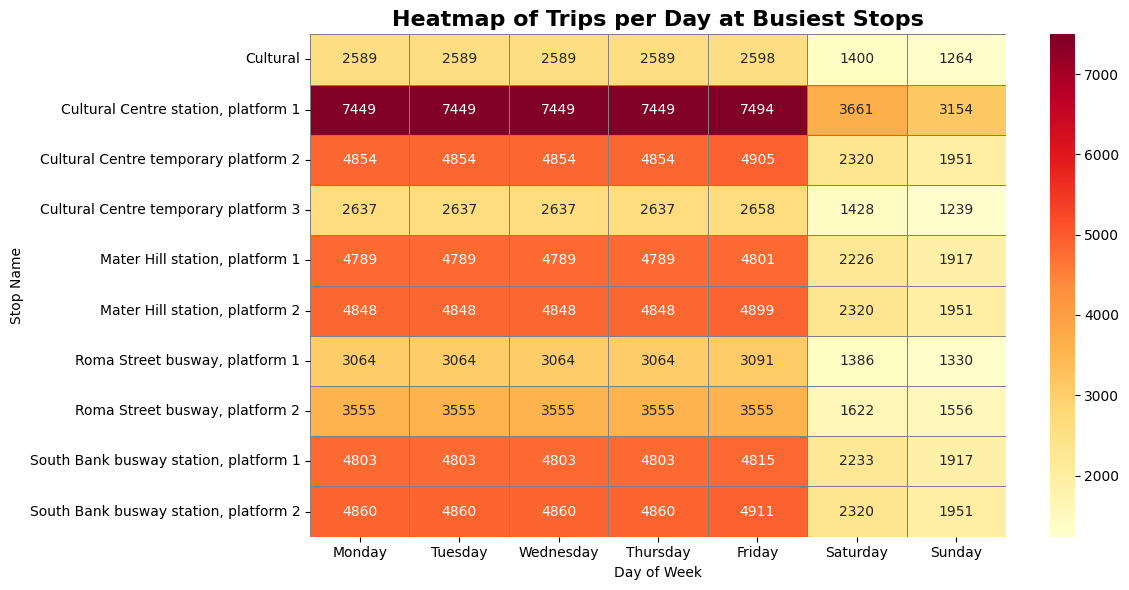 Heatmap of Trips per Day at Busiest Stops
Stop Name
Cultural 2589 2589 2589 2589 2598 1400 1264
Cultural Centre station, platform 1 7449 7449 7449 7449 7494 3661 3154
Cultural Centre temporary platform 2 4854 4854 4854 4854 4905 2320 1951
Cultural Centre temporary platform 3 2637 2637 2637 2637 2658 1428 1239
Mater Hill station, platform 1 4789 4789 4789 4789 4801 2226 1917
Mater Hill station, platform 2 4848 4848 4848 4848 4899 2320 1951
Roma Street busway, platform 1 3064 3064 3064 3064 3091 1386 1330
Roma Street busway, platform 2 3555 3555 3555 3555 3555 1622 1556
South Bank busway station, platform 1 4803 4803 4803 4803 4815 2233 1917
South Bank busway station, platform 2 4860 4860 4860 4860 4911 2320 1951
Monday Tuesday Wednesday Thursday Friday Saturday Sunday
Day of Week
7000
6000
5000
4000
3000
2000